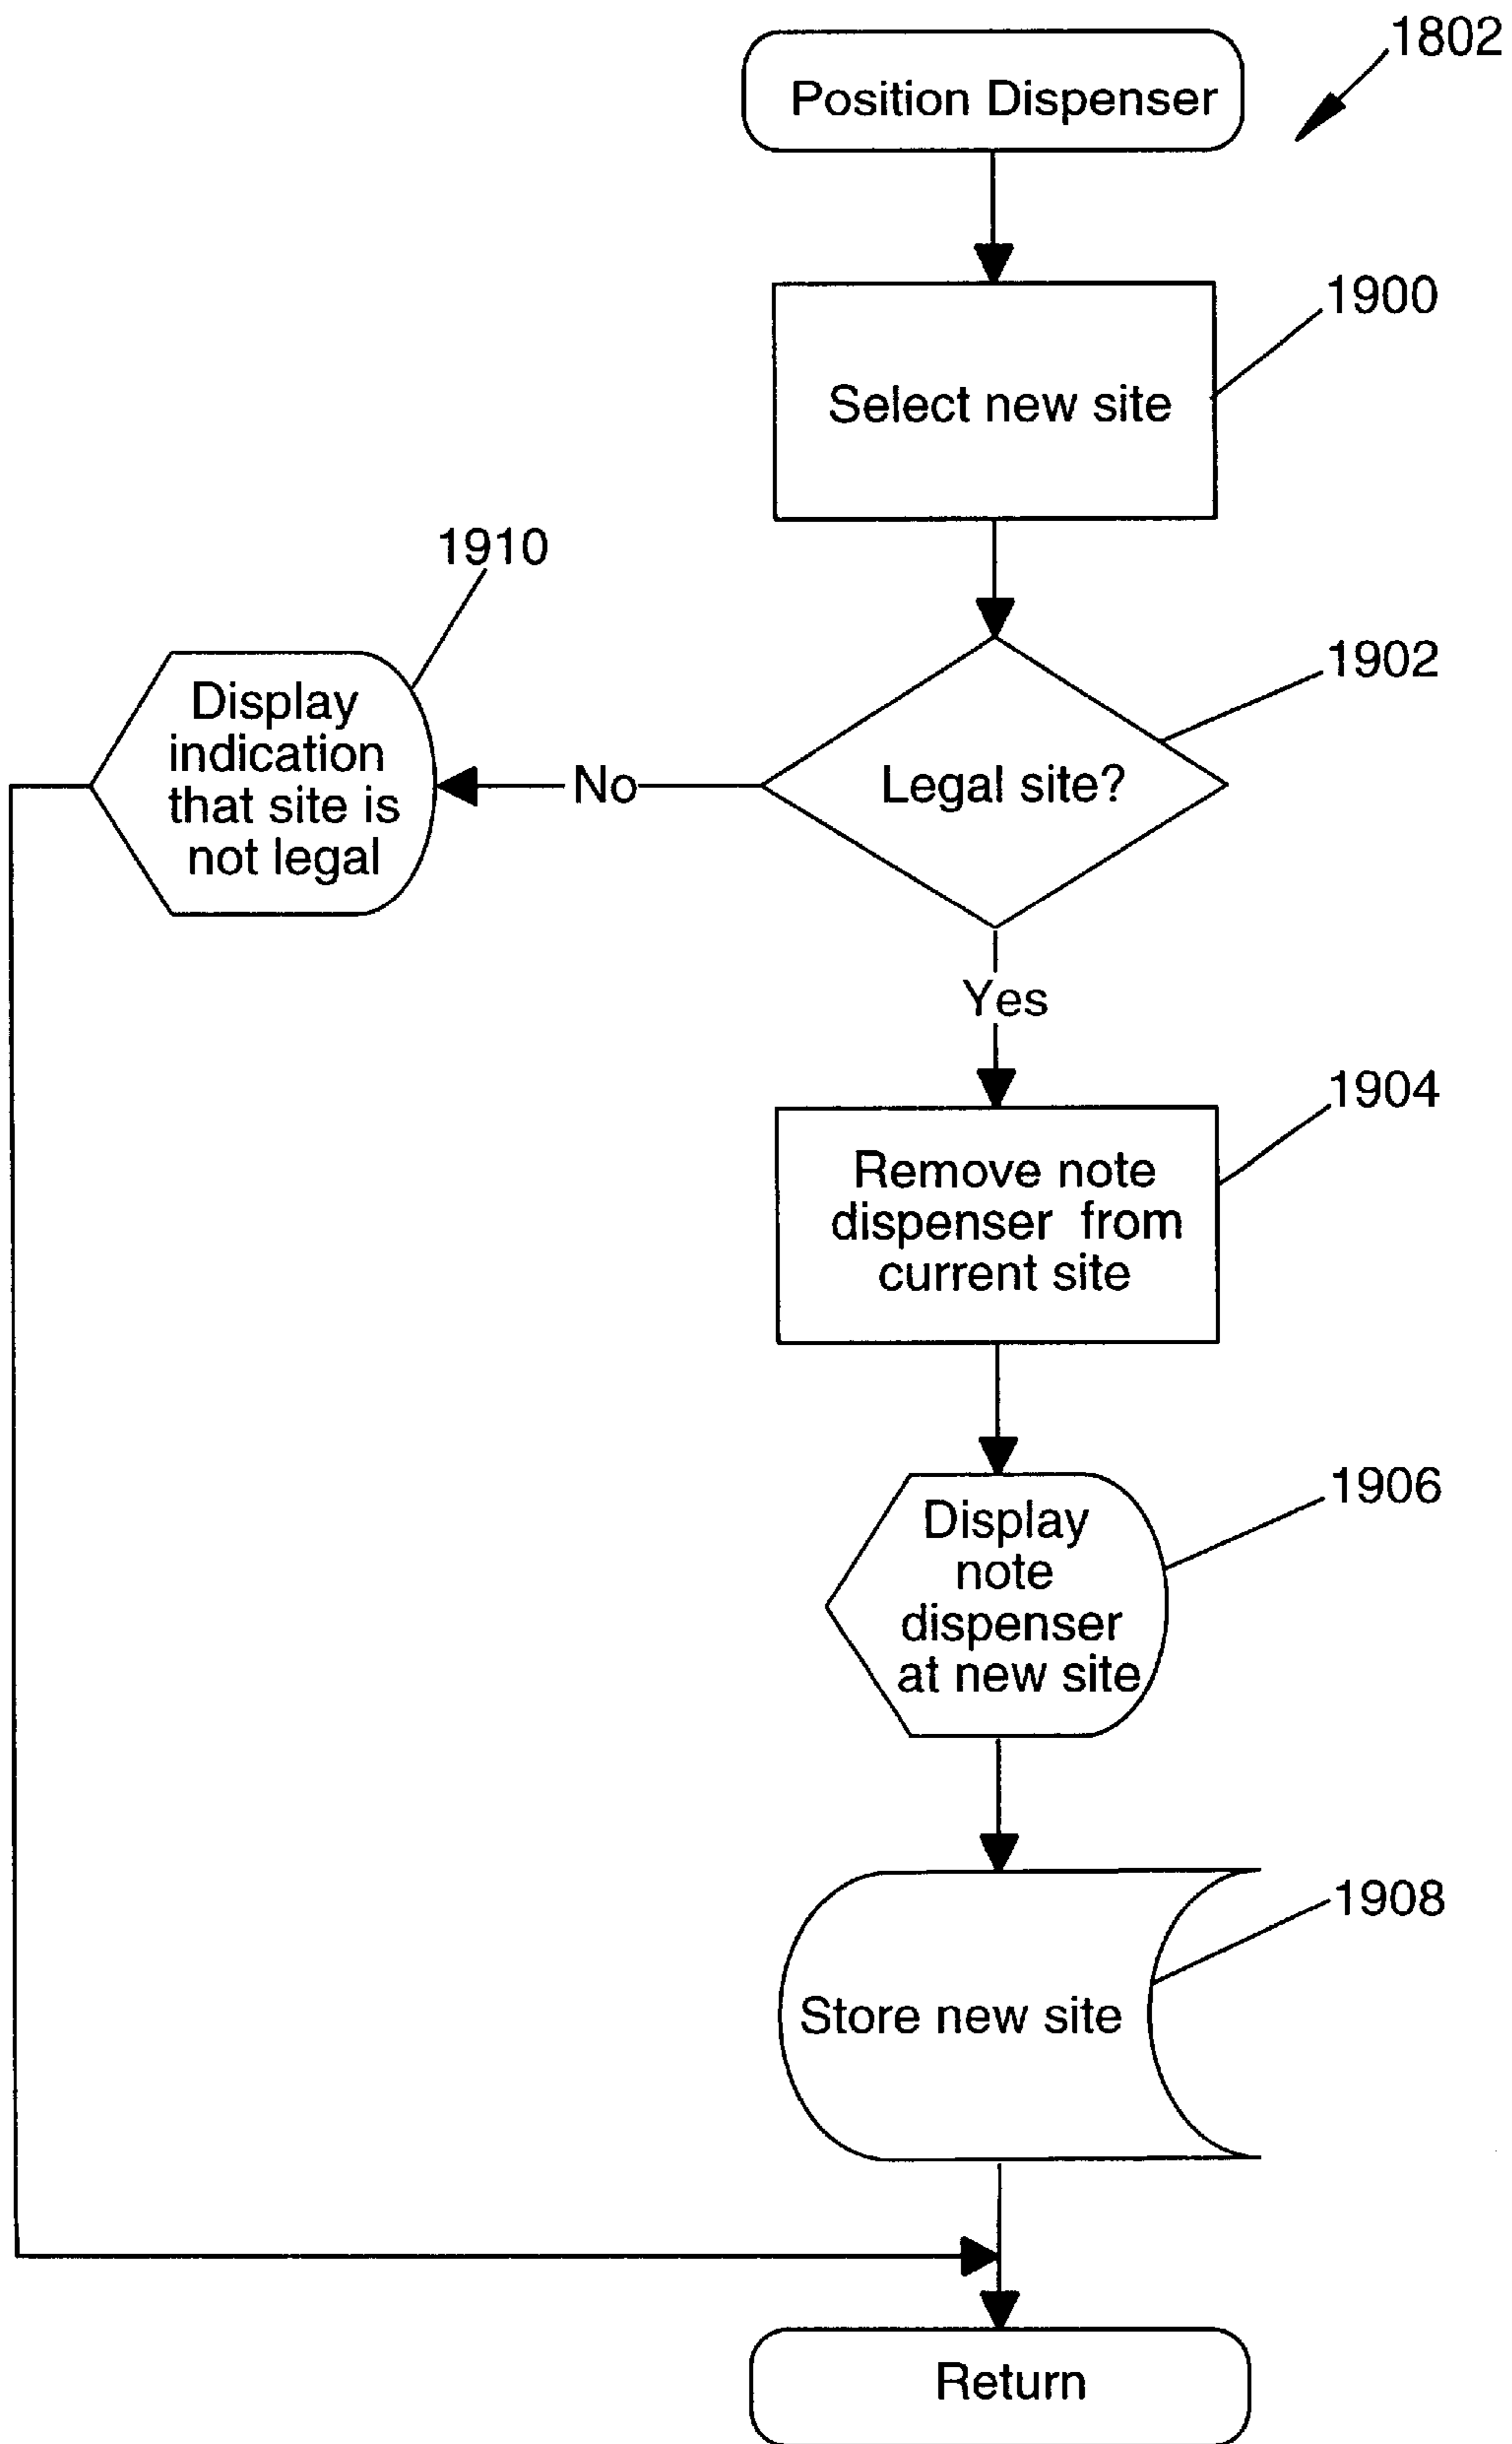 1802
Position Dispenser
1900
Select new site
1910
1902
Display
indication
that site is
not legal
No
Legal site?
Yes
1904
Remove note
dispenser from
current site
1906
Display
note
dispenser
at new site
1908
Store new site
Return